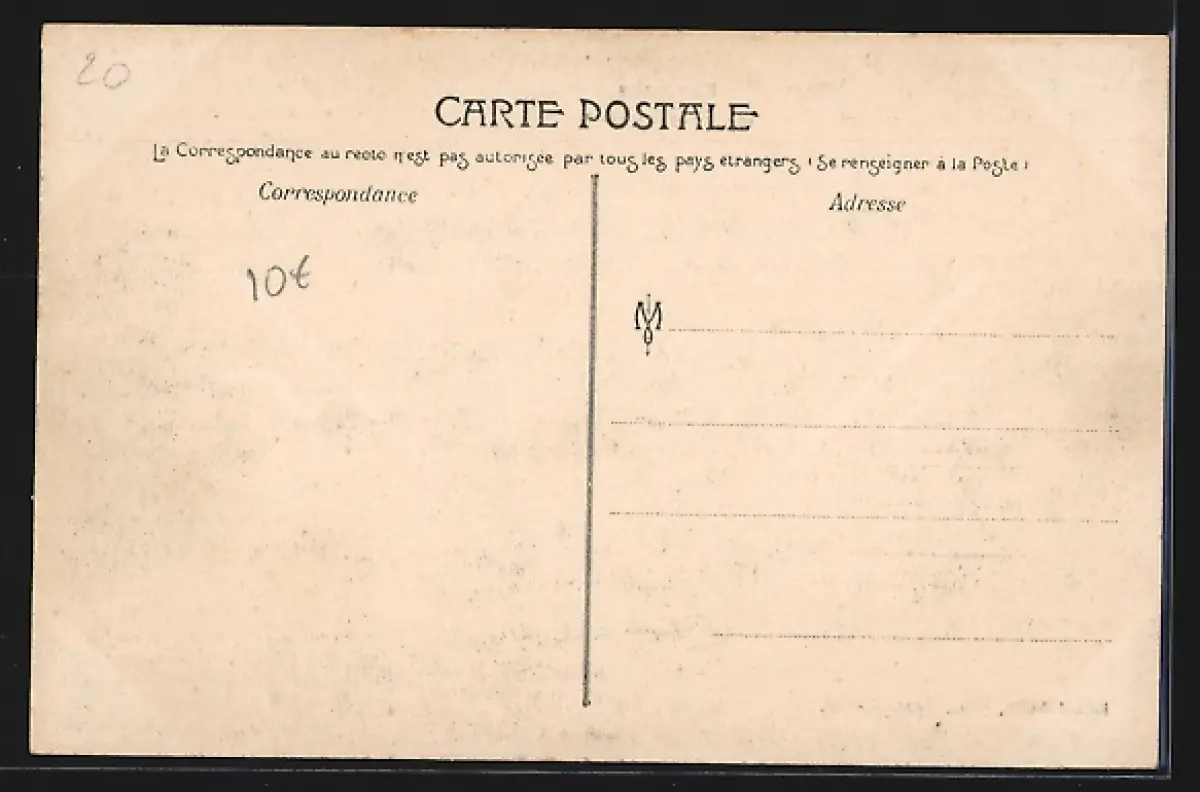 20
CARTE POSTALE
La Correspondance au recto n'est pas autorisée par tous les pays etrangers (Se renseigner à la Poste)
Correspondance
Adresse
10€